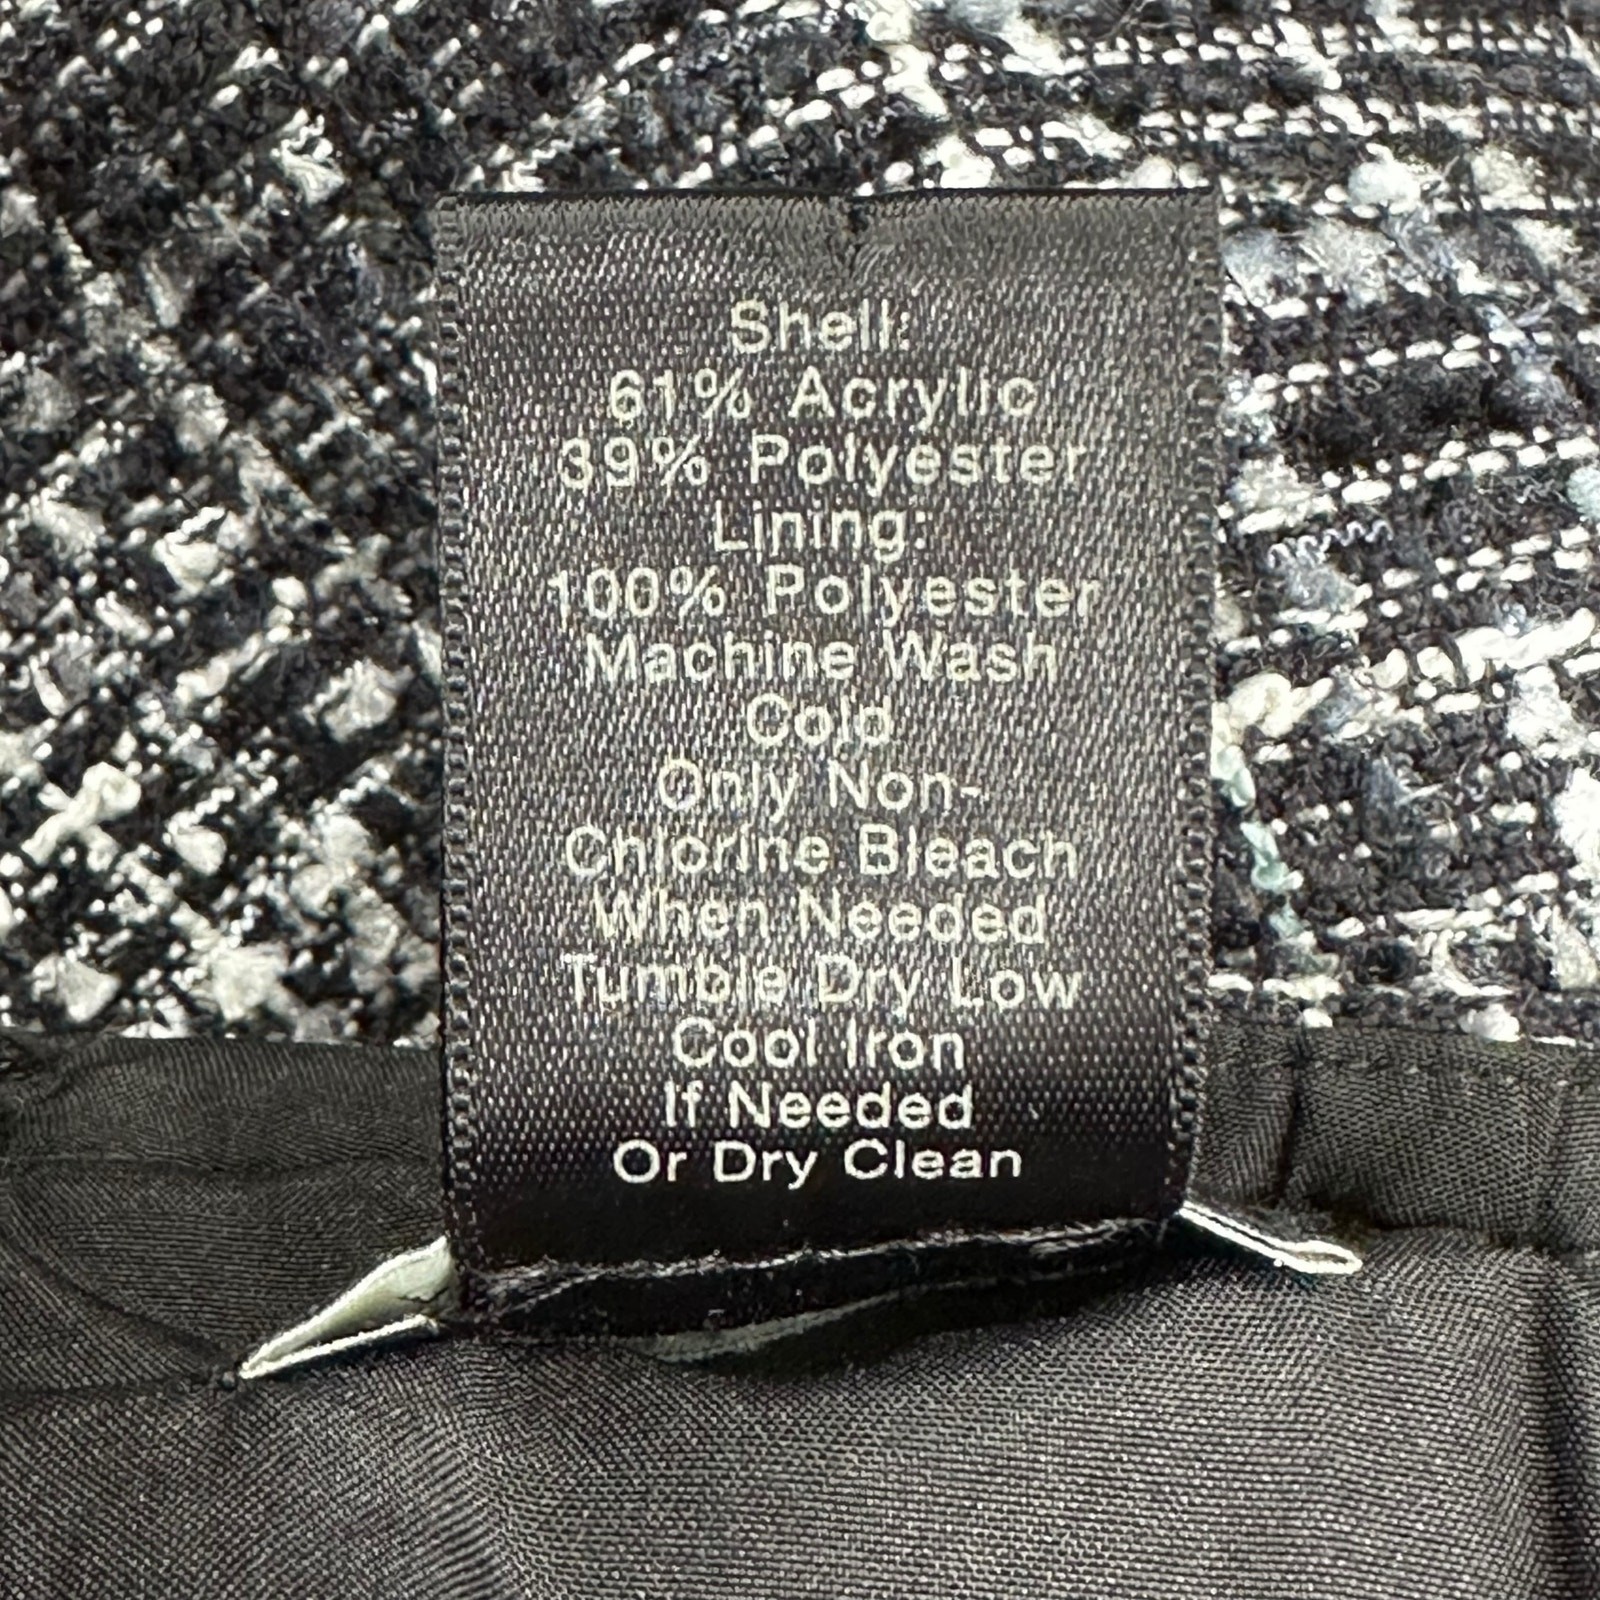 Shell:
61% Acrylic
39% Polyester
Lining:
100% Polyester
Machine Wash
Cold
Only Non-
Chlorine Bleach
When Needed
Tumble Dry Low
Cool Iron
If Needed
Or Dry Clean